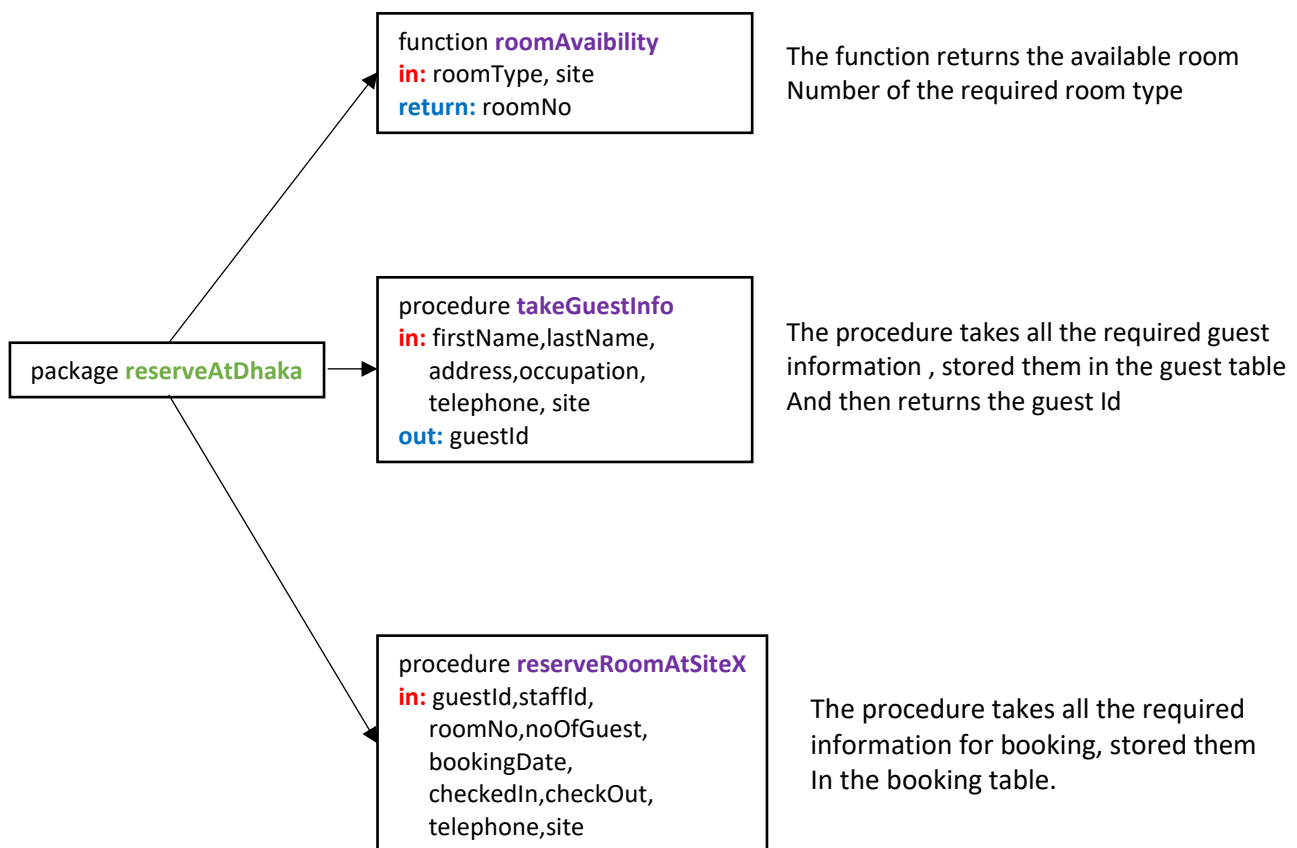 function roomAvaibility
in: roomType, site
return: roomNo
The function returns the available room
Number of the required room type
package reserveAtDhaka
procedure takeGuestInfo
in: firstName,lastName,
address,occupation,
telephone, site
out: guestId
The procedure takes all the required guest
information , stored them in the guest table
And then returns the guest Id
procedure reserveRoomAtSiteX
in: guestId,staffId,
roomNo,noOfGuest,
bookingDate,
checkedIn,checkOut,
telephone,site
The procedure takes all the required
information for booking, stored them
In the booking table.